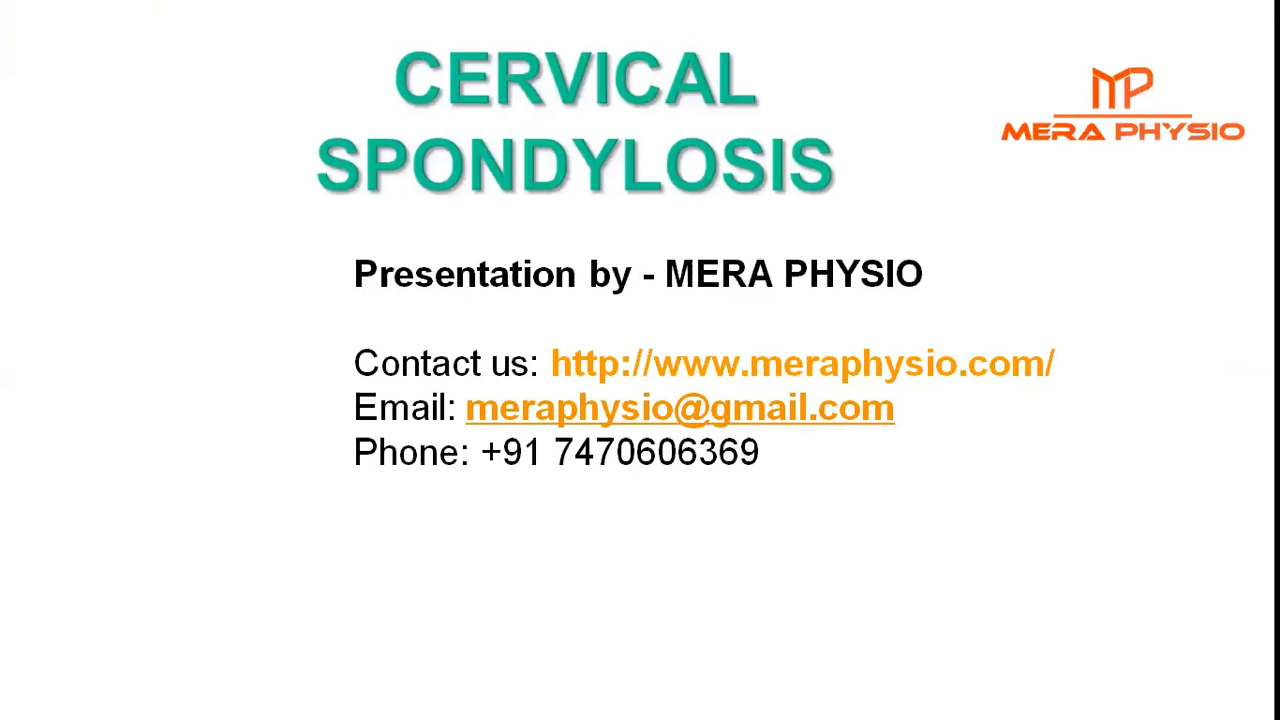 CERVICAL
SPONDYLOSIS
MP
MERA PHYSIO
Presentation by - MERA PHYSIO
Contact us: http://www.meraphysio.com/
Email: meraphysio@gmail.com
Phone: +91 7470606369